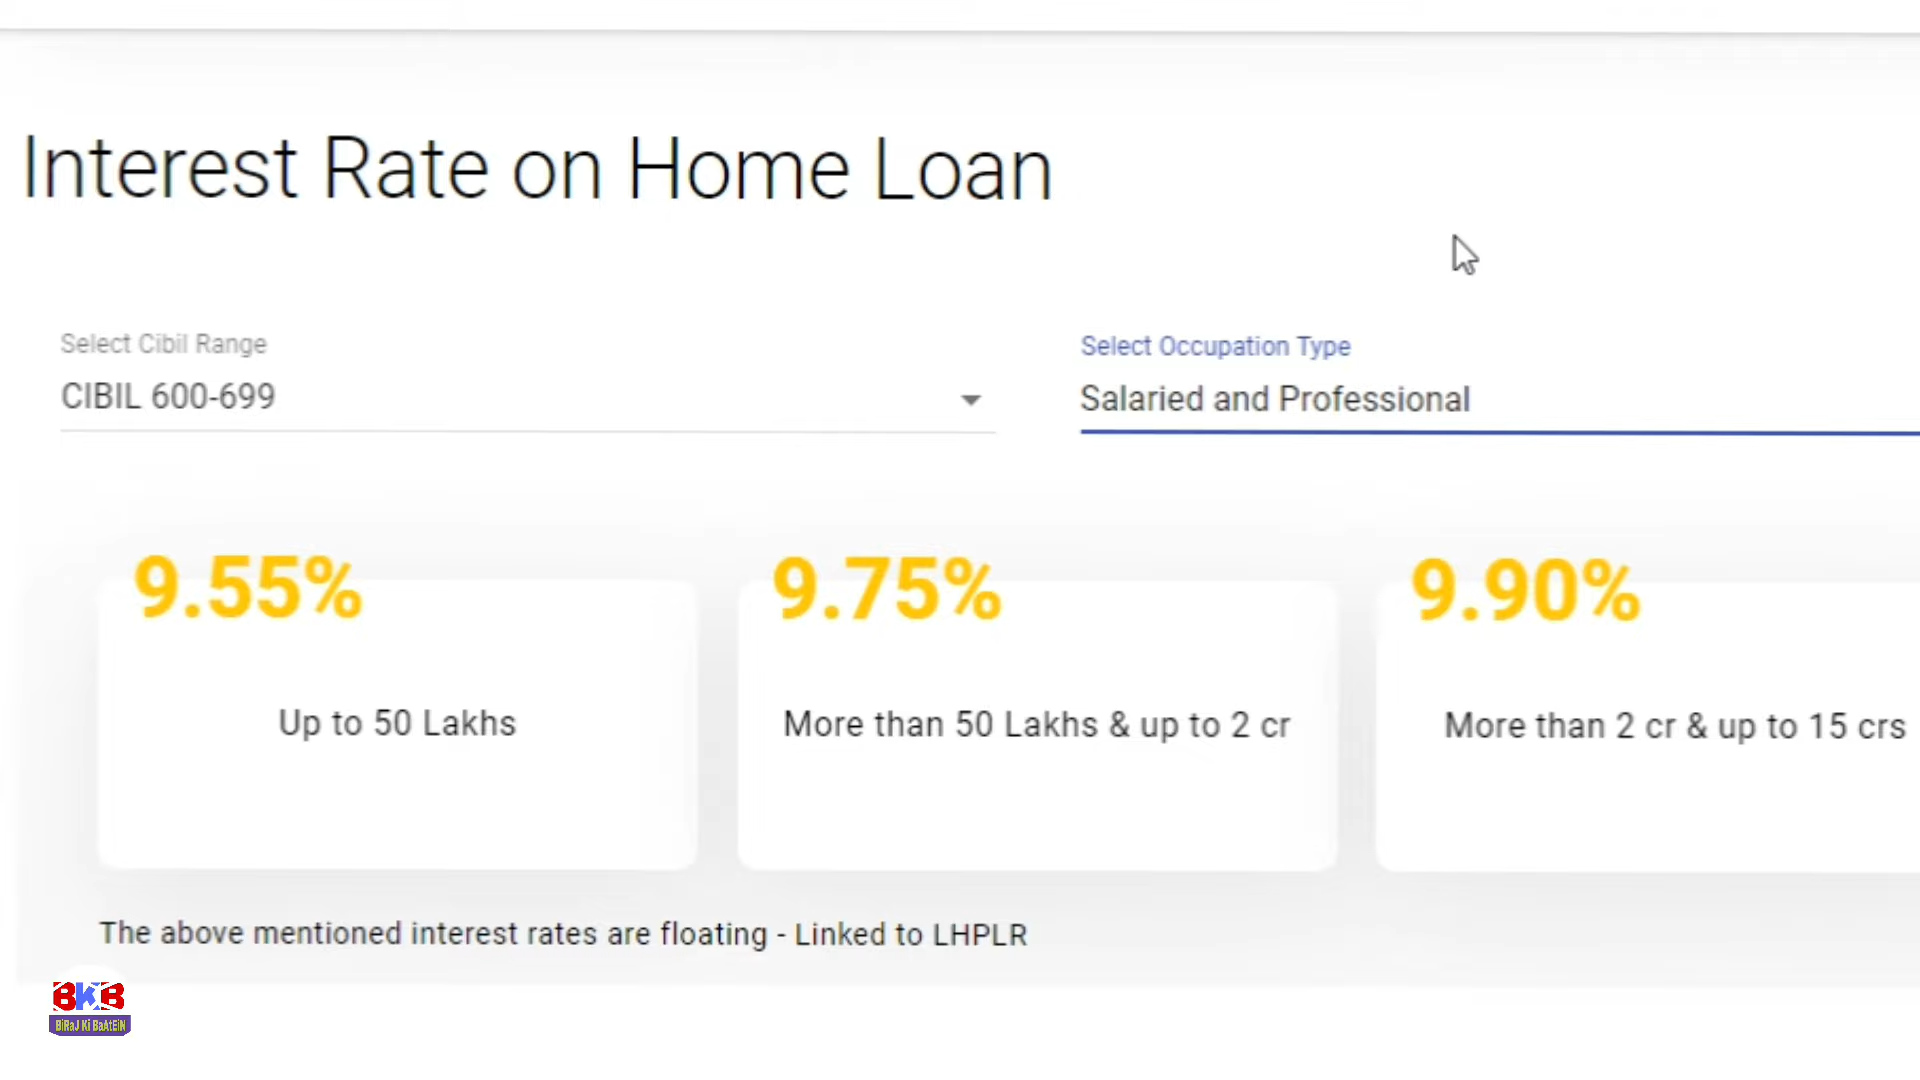 Interest Rate on Home Loan
Select Cibil Range
CIBIL 600-699
Select Occupation Type
Salaried and Professional
9.55%
Up to 50 Lakhs
9.75%
More than 50 Lakhs & up to 2 cr
9.90%
More than 2 cr & up to 15 crs
The above mentioned interest rates are floating - Linked to LHPLR
BKB
BiRaJ Ki BaAtEiN